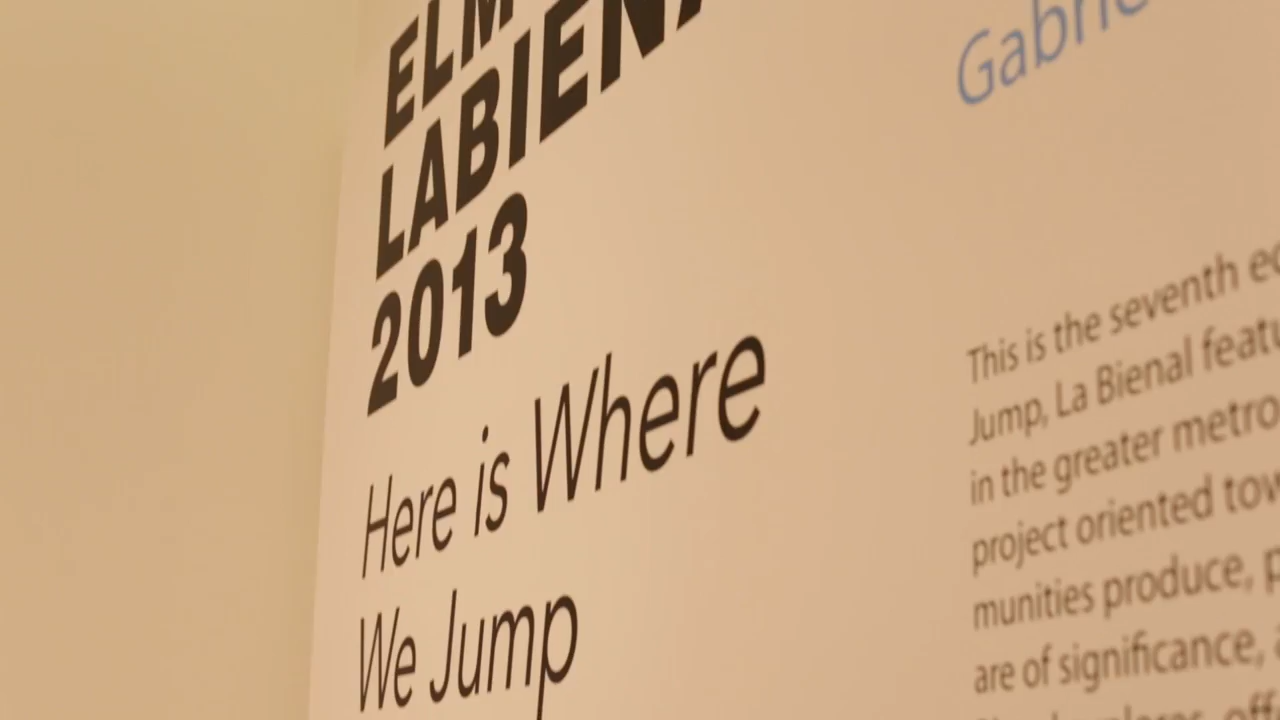 ELM
LABIEN
2013
Here is Where
We Jump
Gabrie
This is the seventh
Jump, La Bienal feat
in the greater metro
project oriented tow
munities produce,
are of significance,